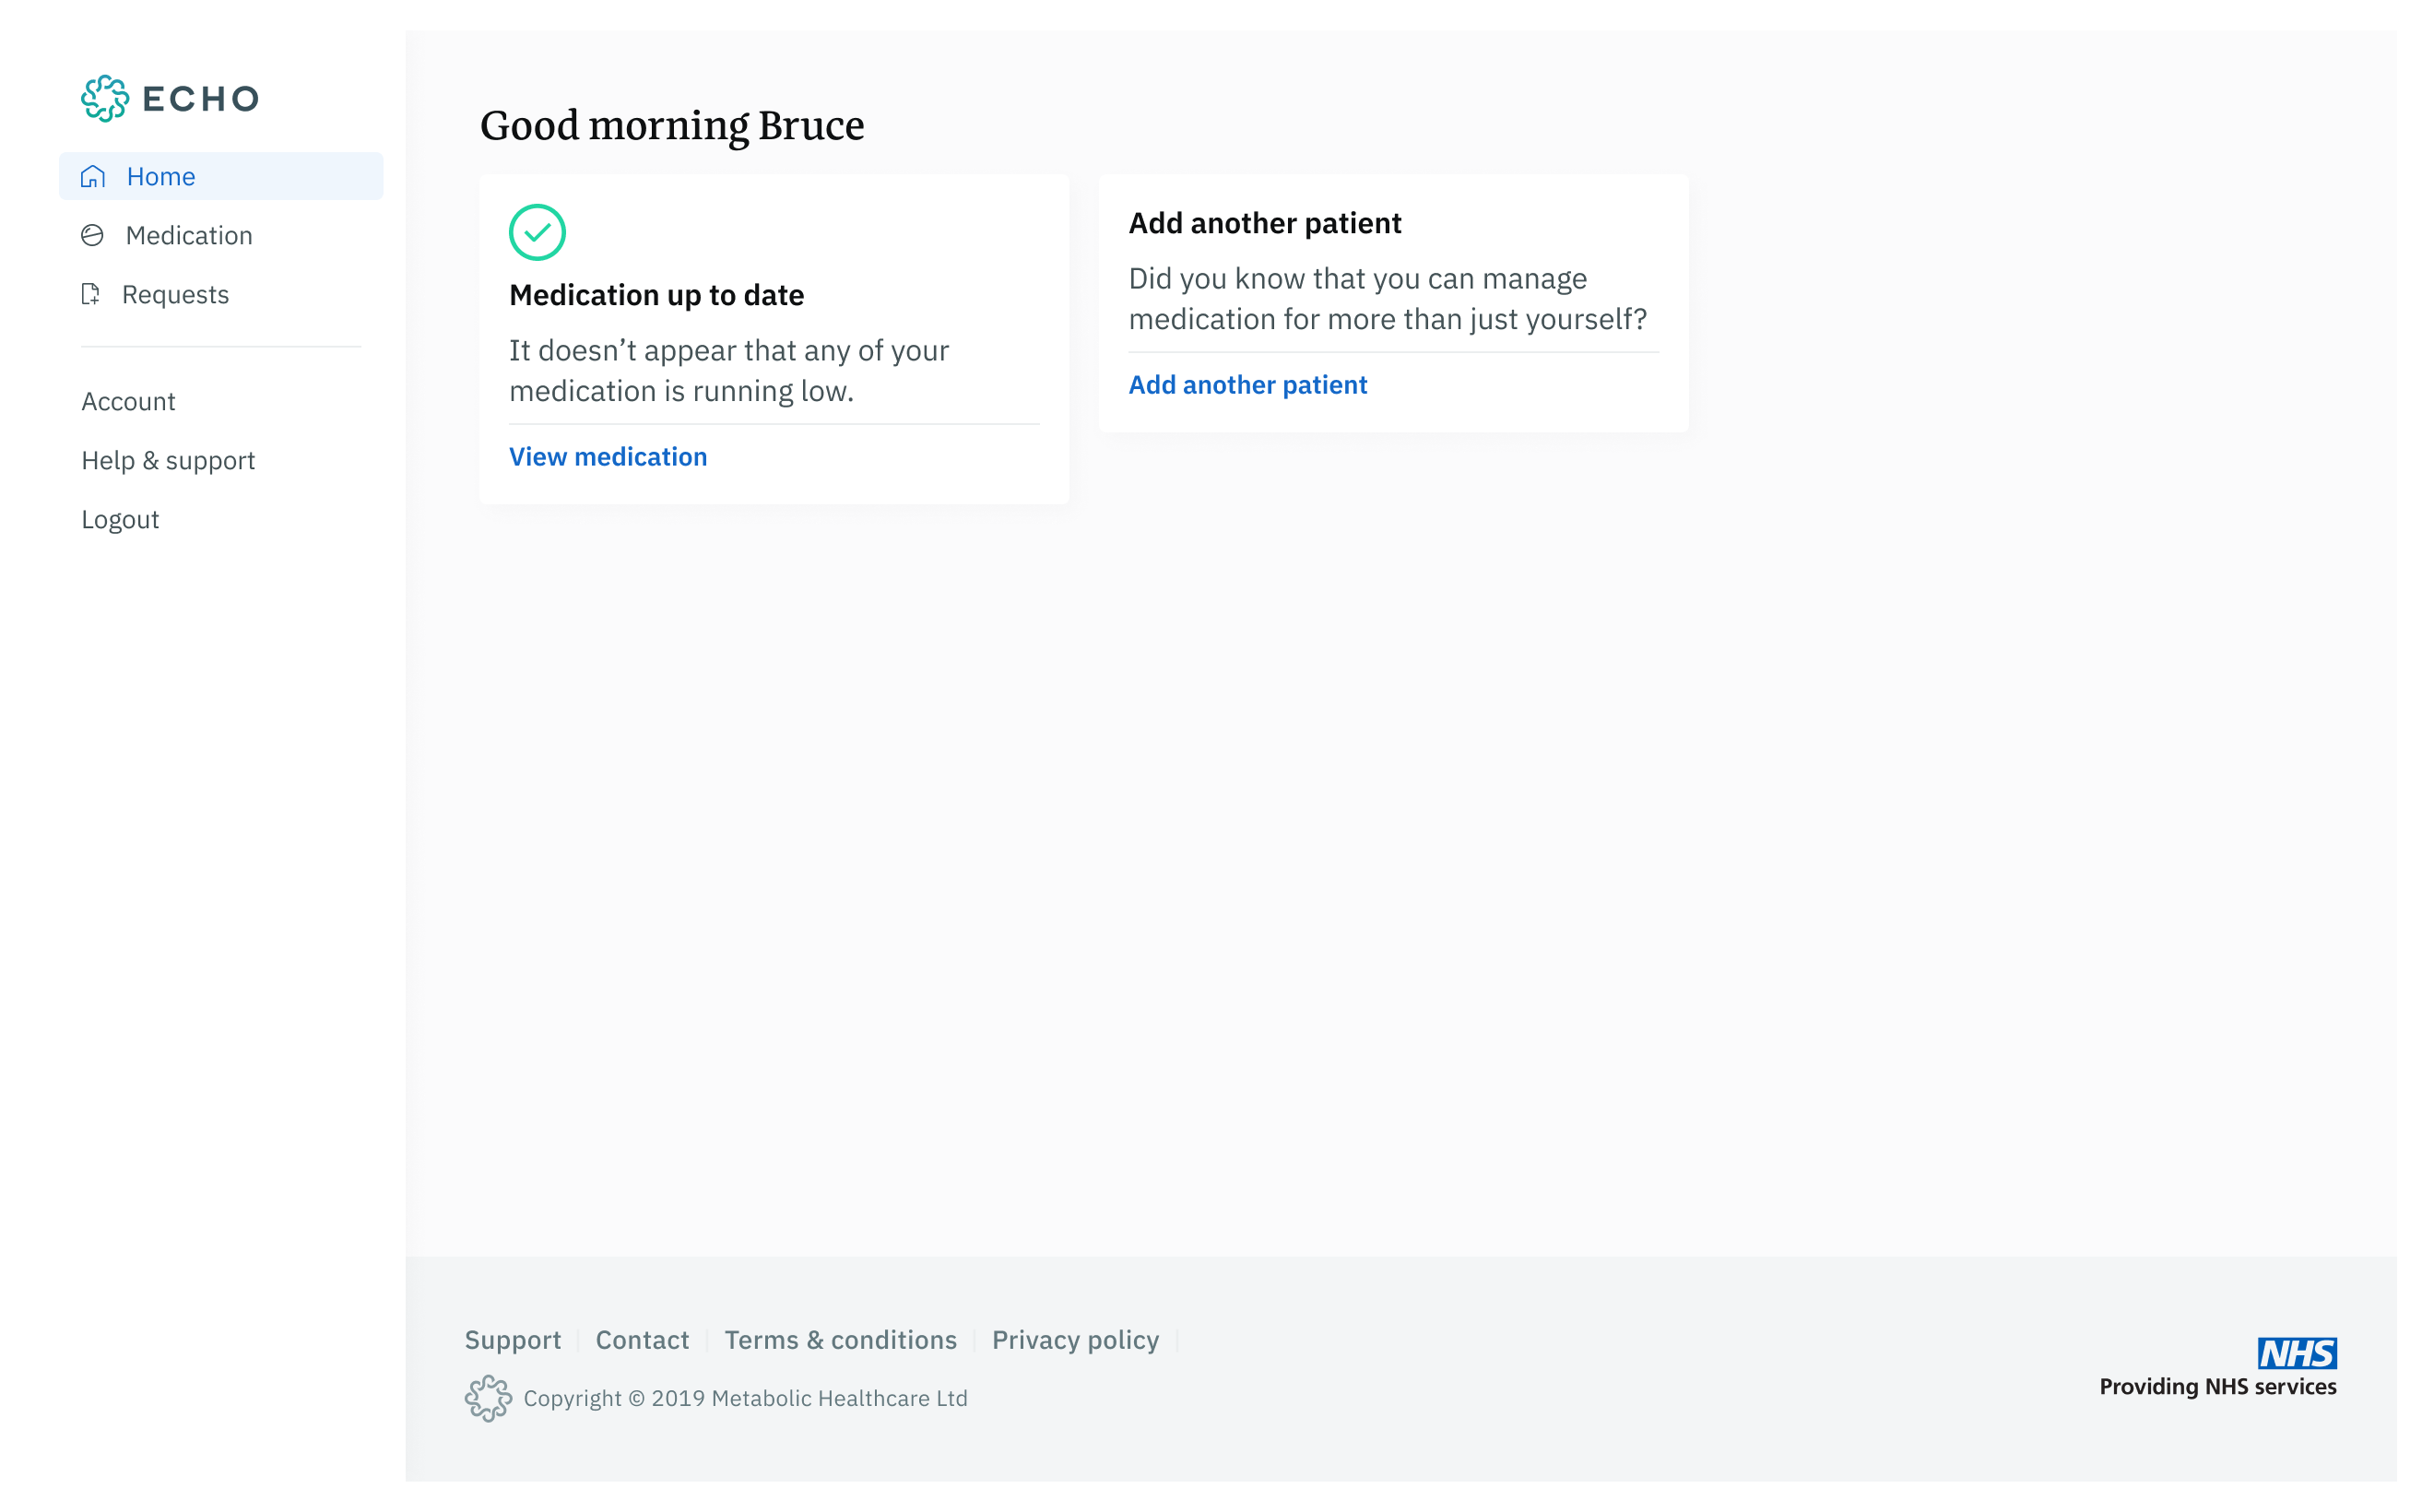 ECHO
Home
Medication
Requests
Account
Help & support
Logout
Good morning Bruce
Medication up to date
It doesn’t appear that any of your
medication is running low.
View medication
Add another patient
Did you know that you can manage
medication for more than just yourself?
Add another patient
Support
Contact
Terms & conditions
Privacy policy
Copyright © 2019 Metabolic Healthcare Ltd
NHS
Providing NHS services